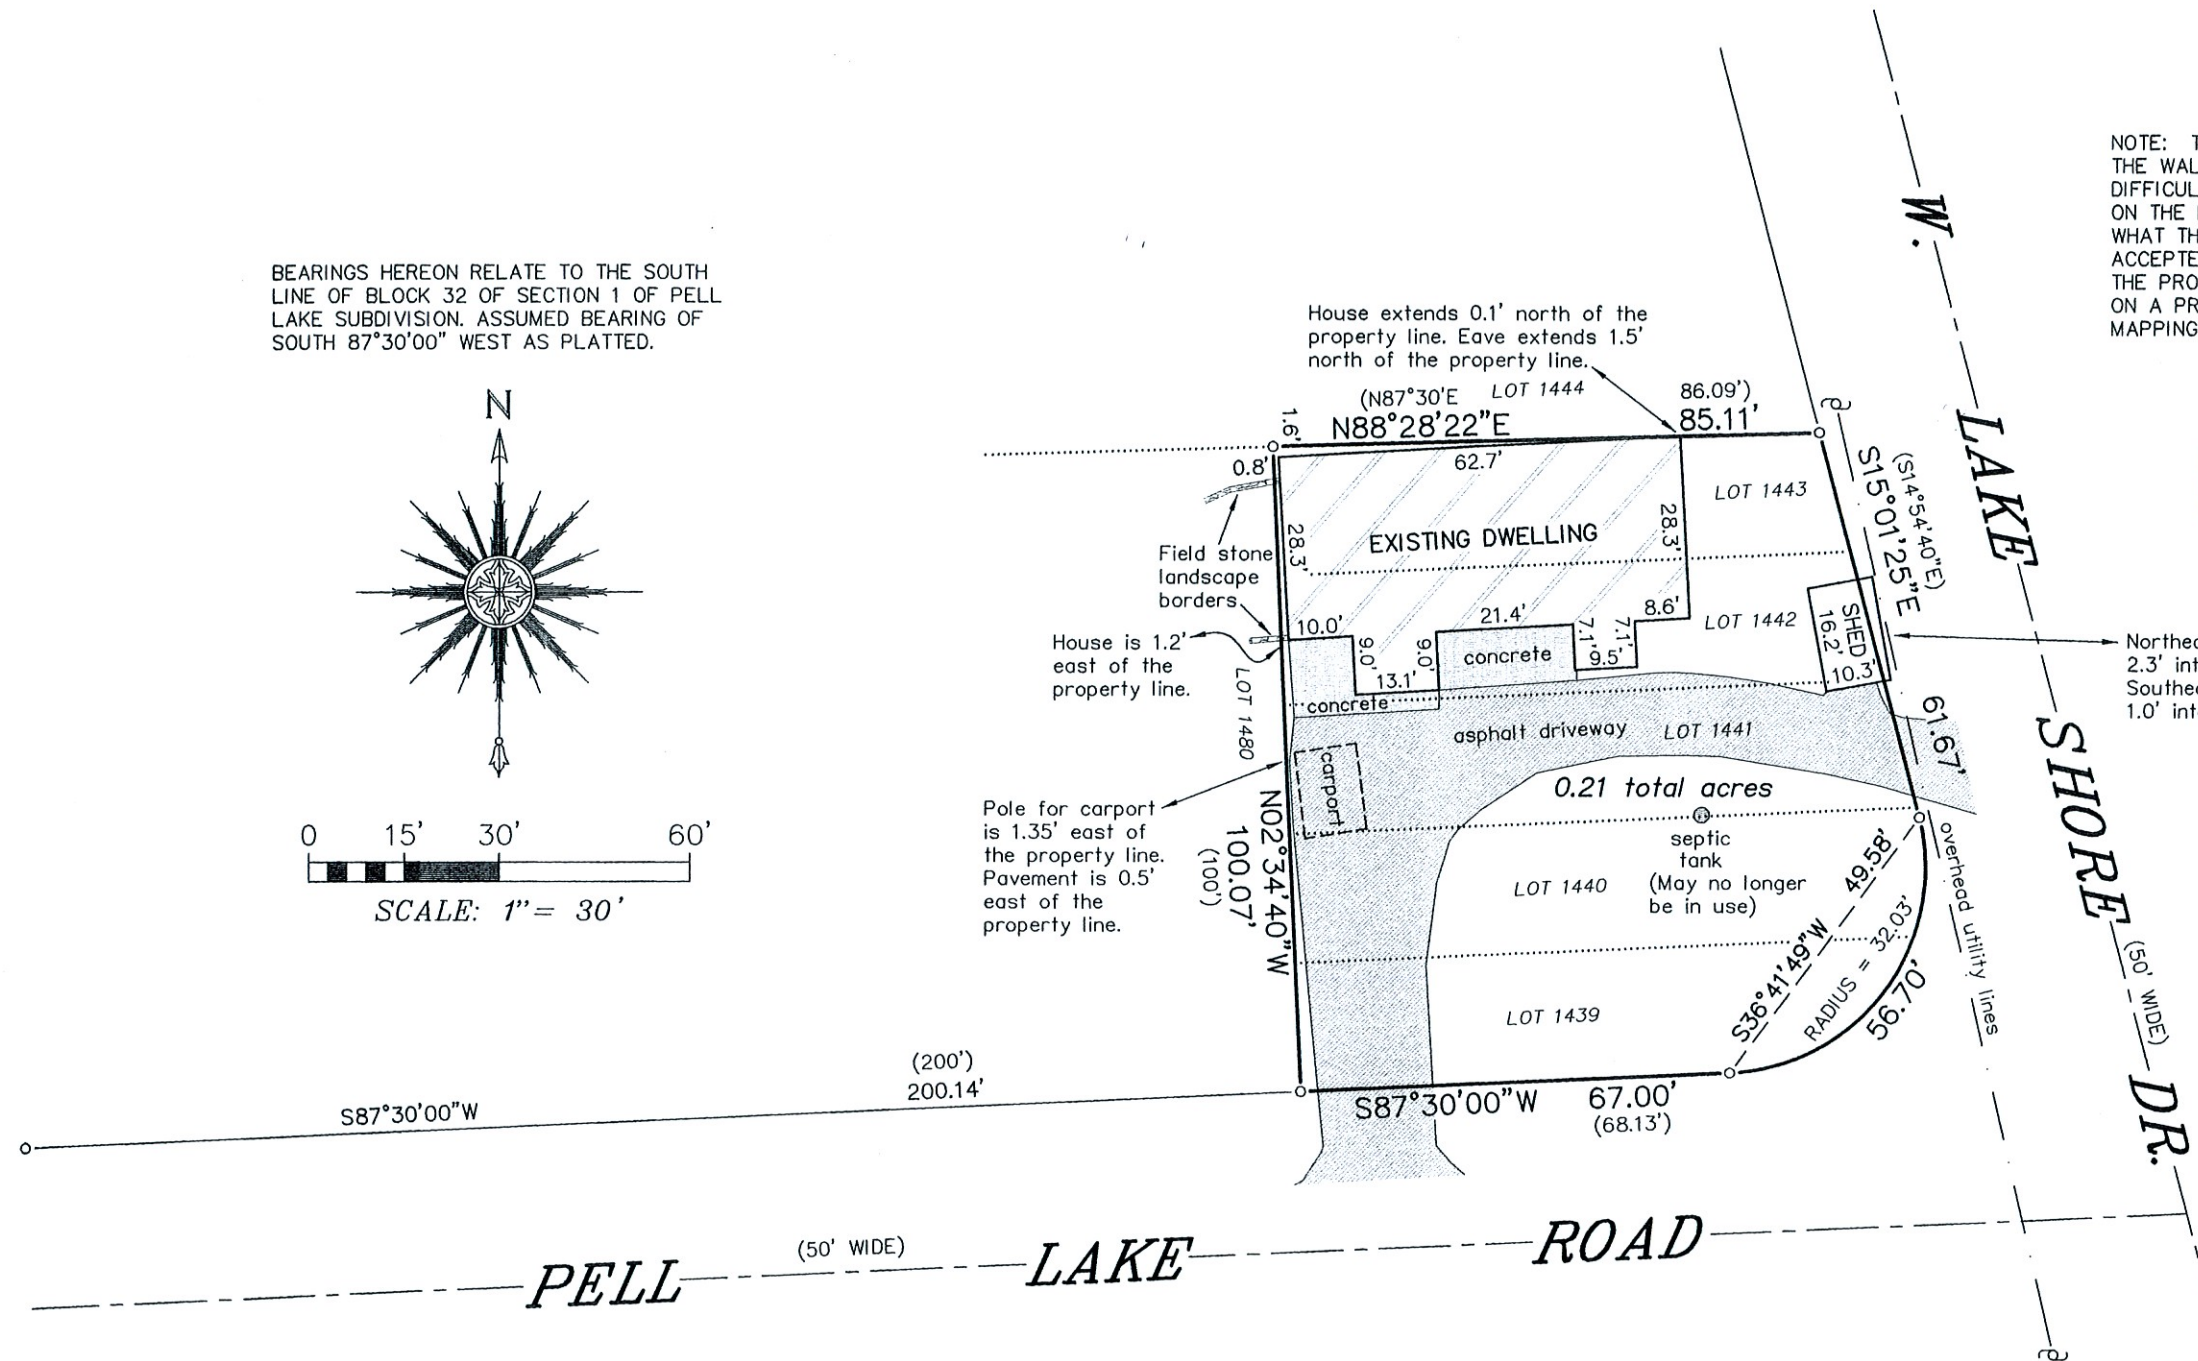 BEARINGS HEREON RELATE TO THE SOUTH
LINE OF BLOCK 32 OF SECTION 1 OF PELL
LAKE SUBDIVISION. ASSUMED BEARING OF
SOUTH 87°30'00" WEST AS PLATTED.
N
0 15' 30' 60'
SCALE: 1"= 30'
NOTE:
THE
ON THE
WHAT
THE
ON A
MAPPING
House extends 0.1' north of the
property line. Eave extends 1.5'
north of the property line.
(N87°30'E LOT 1444 86.09')
N88°28'22"E 85.11'
1.6'
0.8'
62.7'
LOT 1443
28.3'
EXISTING DWELLING
28.3'
Field stone
landscape
borders
House is 1.2'
east of the
property line.
10.0'
9.0'
13.1'
9.0'
21.4'
7.1'
9.5'
7.1'
8.6'
concrete
concrete
LOT 1442
SHED
16.2'
10.3'
(S14°54'40"E)
S15°01'25"E
61.67'
2.3'
1.0'
LOT 1480
asphalt driveway LOT 1441
carport
0.21 total acres
Pole for carport
is 1.35' east of
the property line.
Pavement is 0.5'
east of the
property line.
N02°34'40"W
100.07'
(100')
septic
tank
(May no longer
be in use)
LOT 1440
LOT 1439
49.58'
S36°41'49"W
RADIUS = 32.03'
56.70'
overhead utility lines
(200')
200.14'
S87°30'00"W
S87°30'00"W 67.00'
(68.13')
W. LAKE SHORE DR.
(50' WIDE)
PELL LAKE ROAD
(50' WIDE)